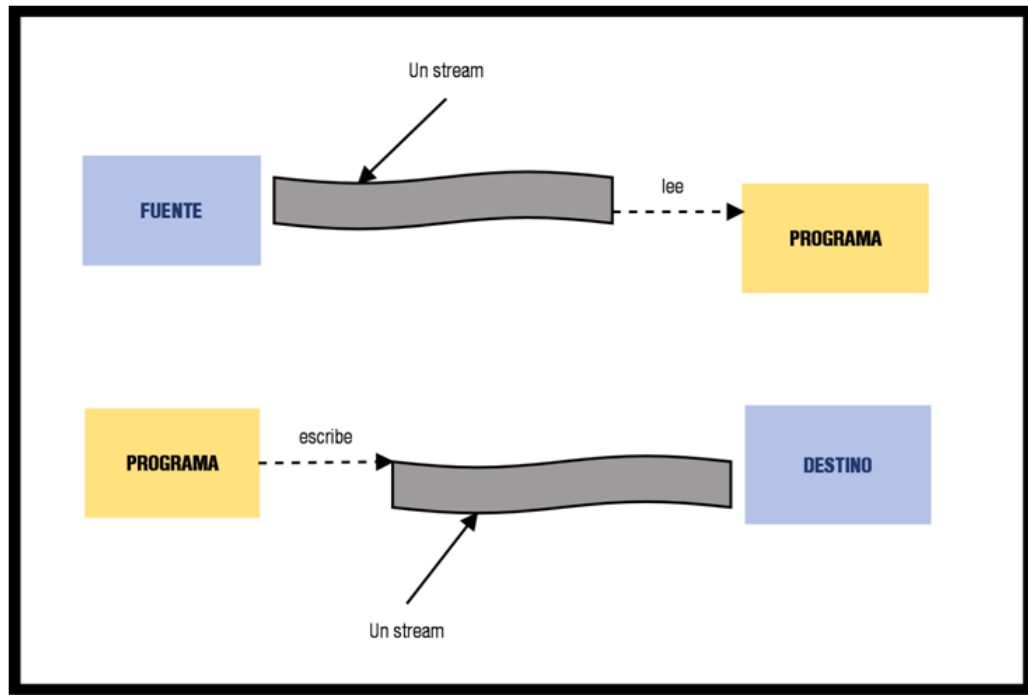 Un stream
FUENTE
lee
PROGRAMA
PROGRAMA
escribe
DESTINO
Un stream